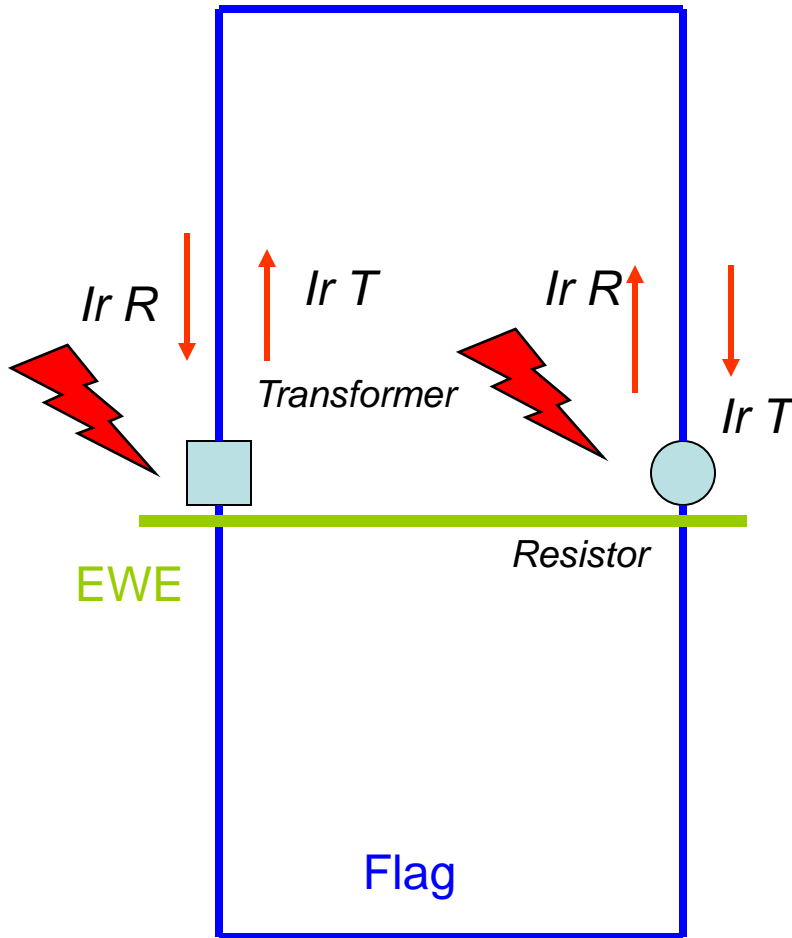 Ir R
Ir T
Ir R
Transformer
Ir T
Resistor
EWE
Flag